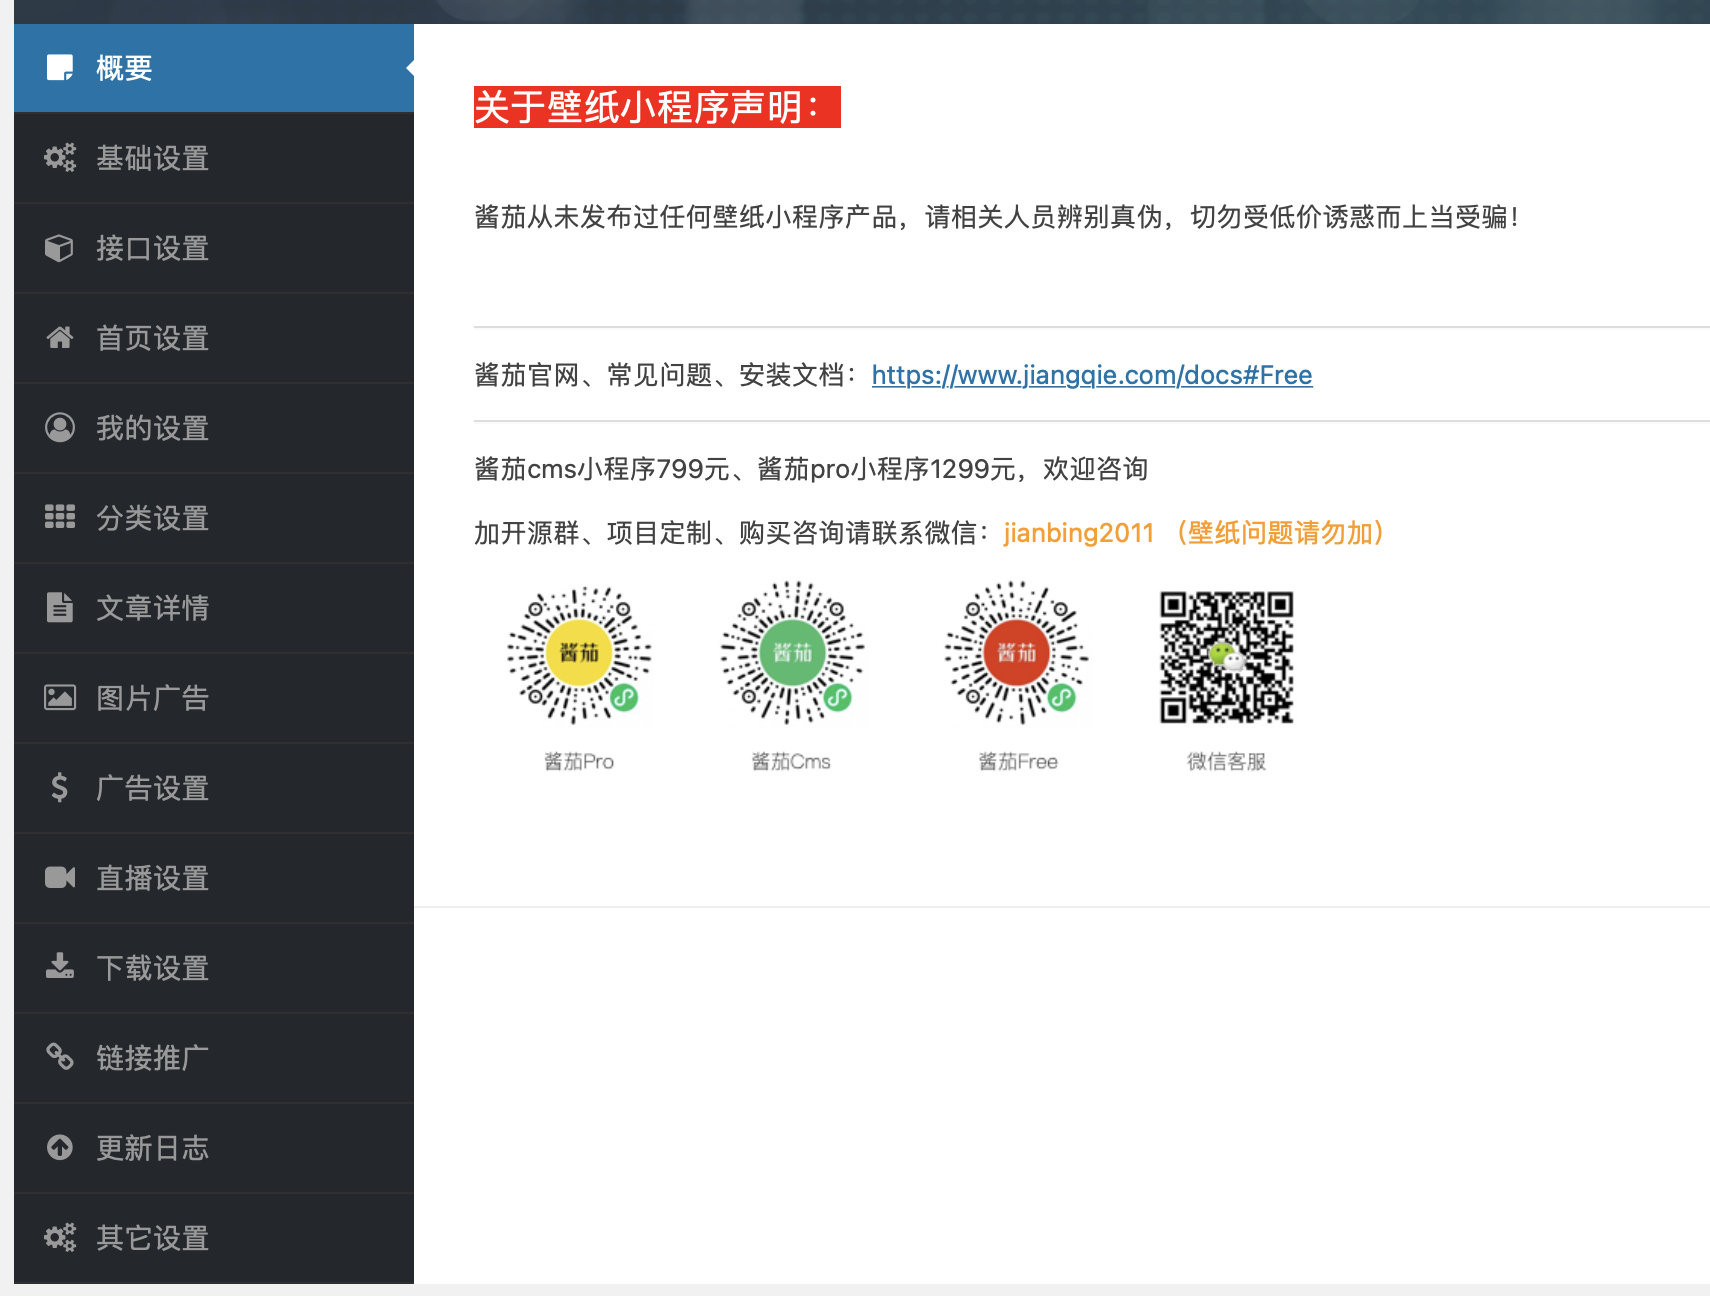 概要
基础设置
接口设置
首页设置
我的设置
分类设置
文章详情
图片广告
广告设置
直播设置
下载设置
链接推广
更新日志
其它设置
关于壁纸小程序声明：
酱茄从未发布过任何壁纸小程序产品，请相关人员辨别真伪，切勿受低价诱惑而上当受骗！
酱茄官网、常见问题、安装文档：https://www.jiangqie.com/docs#Free
酱茄cms小程序799元、酱茄pro小程序1299元，欢迎咨询
加开源群、项目定制、购买咨询请联系微信：jianbing2011 （壁纸问题请勿加）
酱茄 酱茄 酱茄
酱茄Pro 酱茄Cms 酱茄Free 微信客服